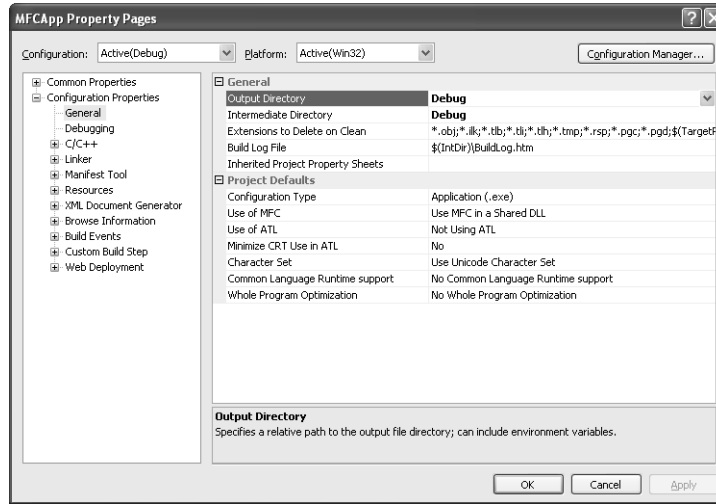 MFCApp Property Pages
Configuration: Active(Debug) Platform: Active(Win32) Configuration Manager...
Common Properties
Configuration Properties
General
Debugging
C/C++
Linker
Manifest Tool
Resources
XML Document Generator
Browse Information
Build Events
Custom Build Step
Web Deployment
General
Output Directory Debug
Intermediate Directory Debug
Extensions to Delete on Clean *.obj;*.ilk;*.tlb;*.tli;*.tlh;*.tmp;*.rsp;*.pgc;*.pgd;$(TargetP
Build Log File $(IntDir)\BuildLog.htm
Inherited Project Property Sheets
Project Defaults
Configuration Type Application (.exe)
Use of MFC Use MFC in a Shared DLL
Use of ATL Not Using ATL
Minimize CRT Use in ATL No
Character Set Use Unicode Character Set
Common Language Runtime support No Common Language Runtime support
Whole Program Optimization No Whole Program Optimization
Output Directory
Specifies a relative path to the output file directory; can include environment variables.
OK Cancel Apply